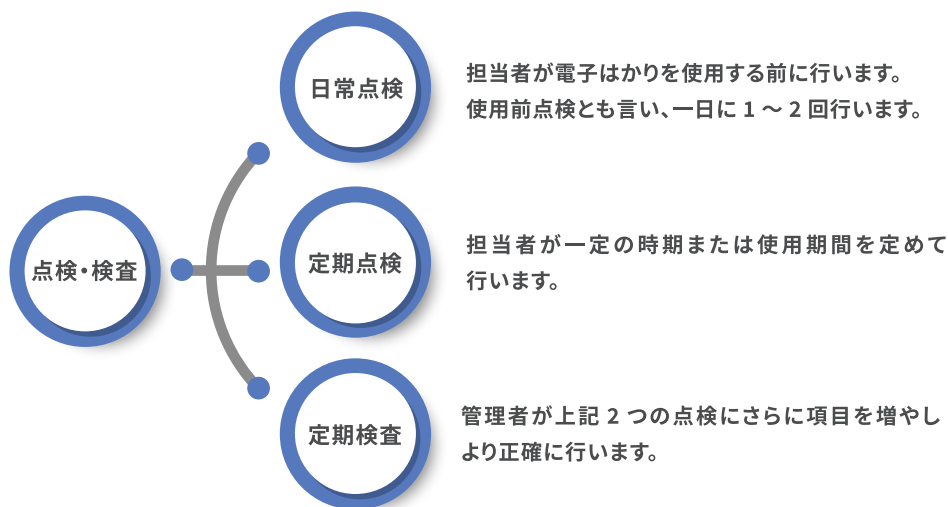 点検・検査
日常点検
担当者が電子はかりを使用する前に行います。
使用前点検とも言い、一日に 1 ～ 2 回行います。
定期点検
担当者が一定の時期または使用期間を定めて
行います。
定期検査
管理者が上記 2 つの点検にさらに項目を増やし
より正確に行います。